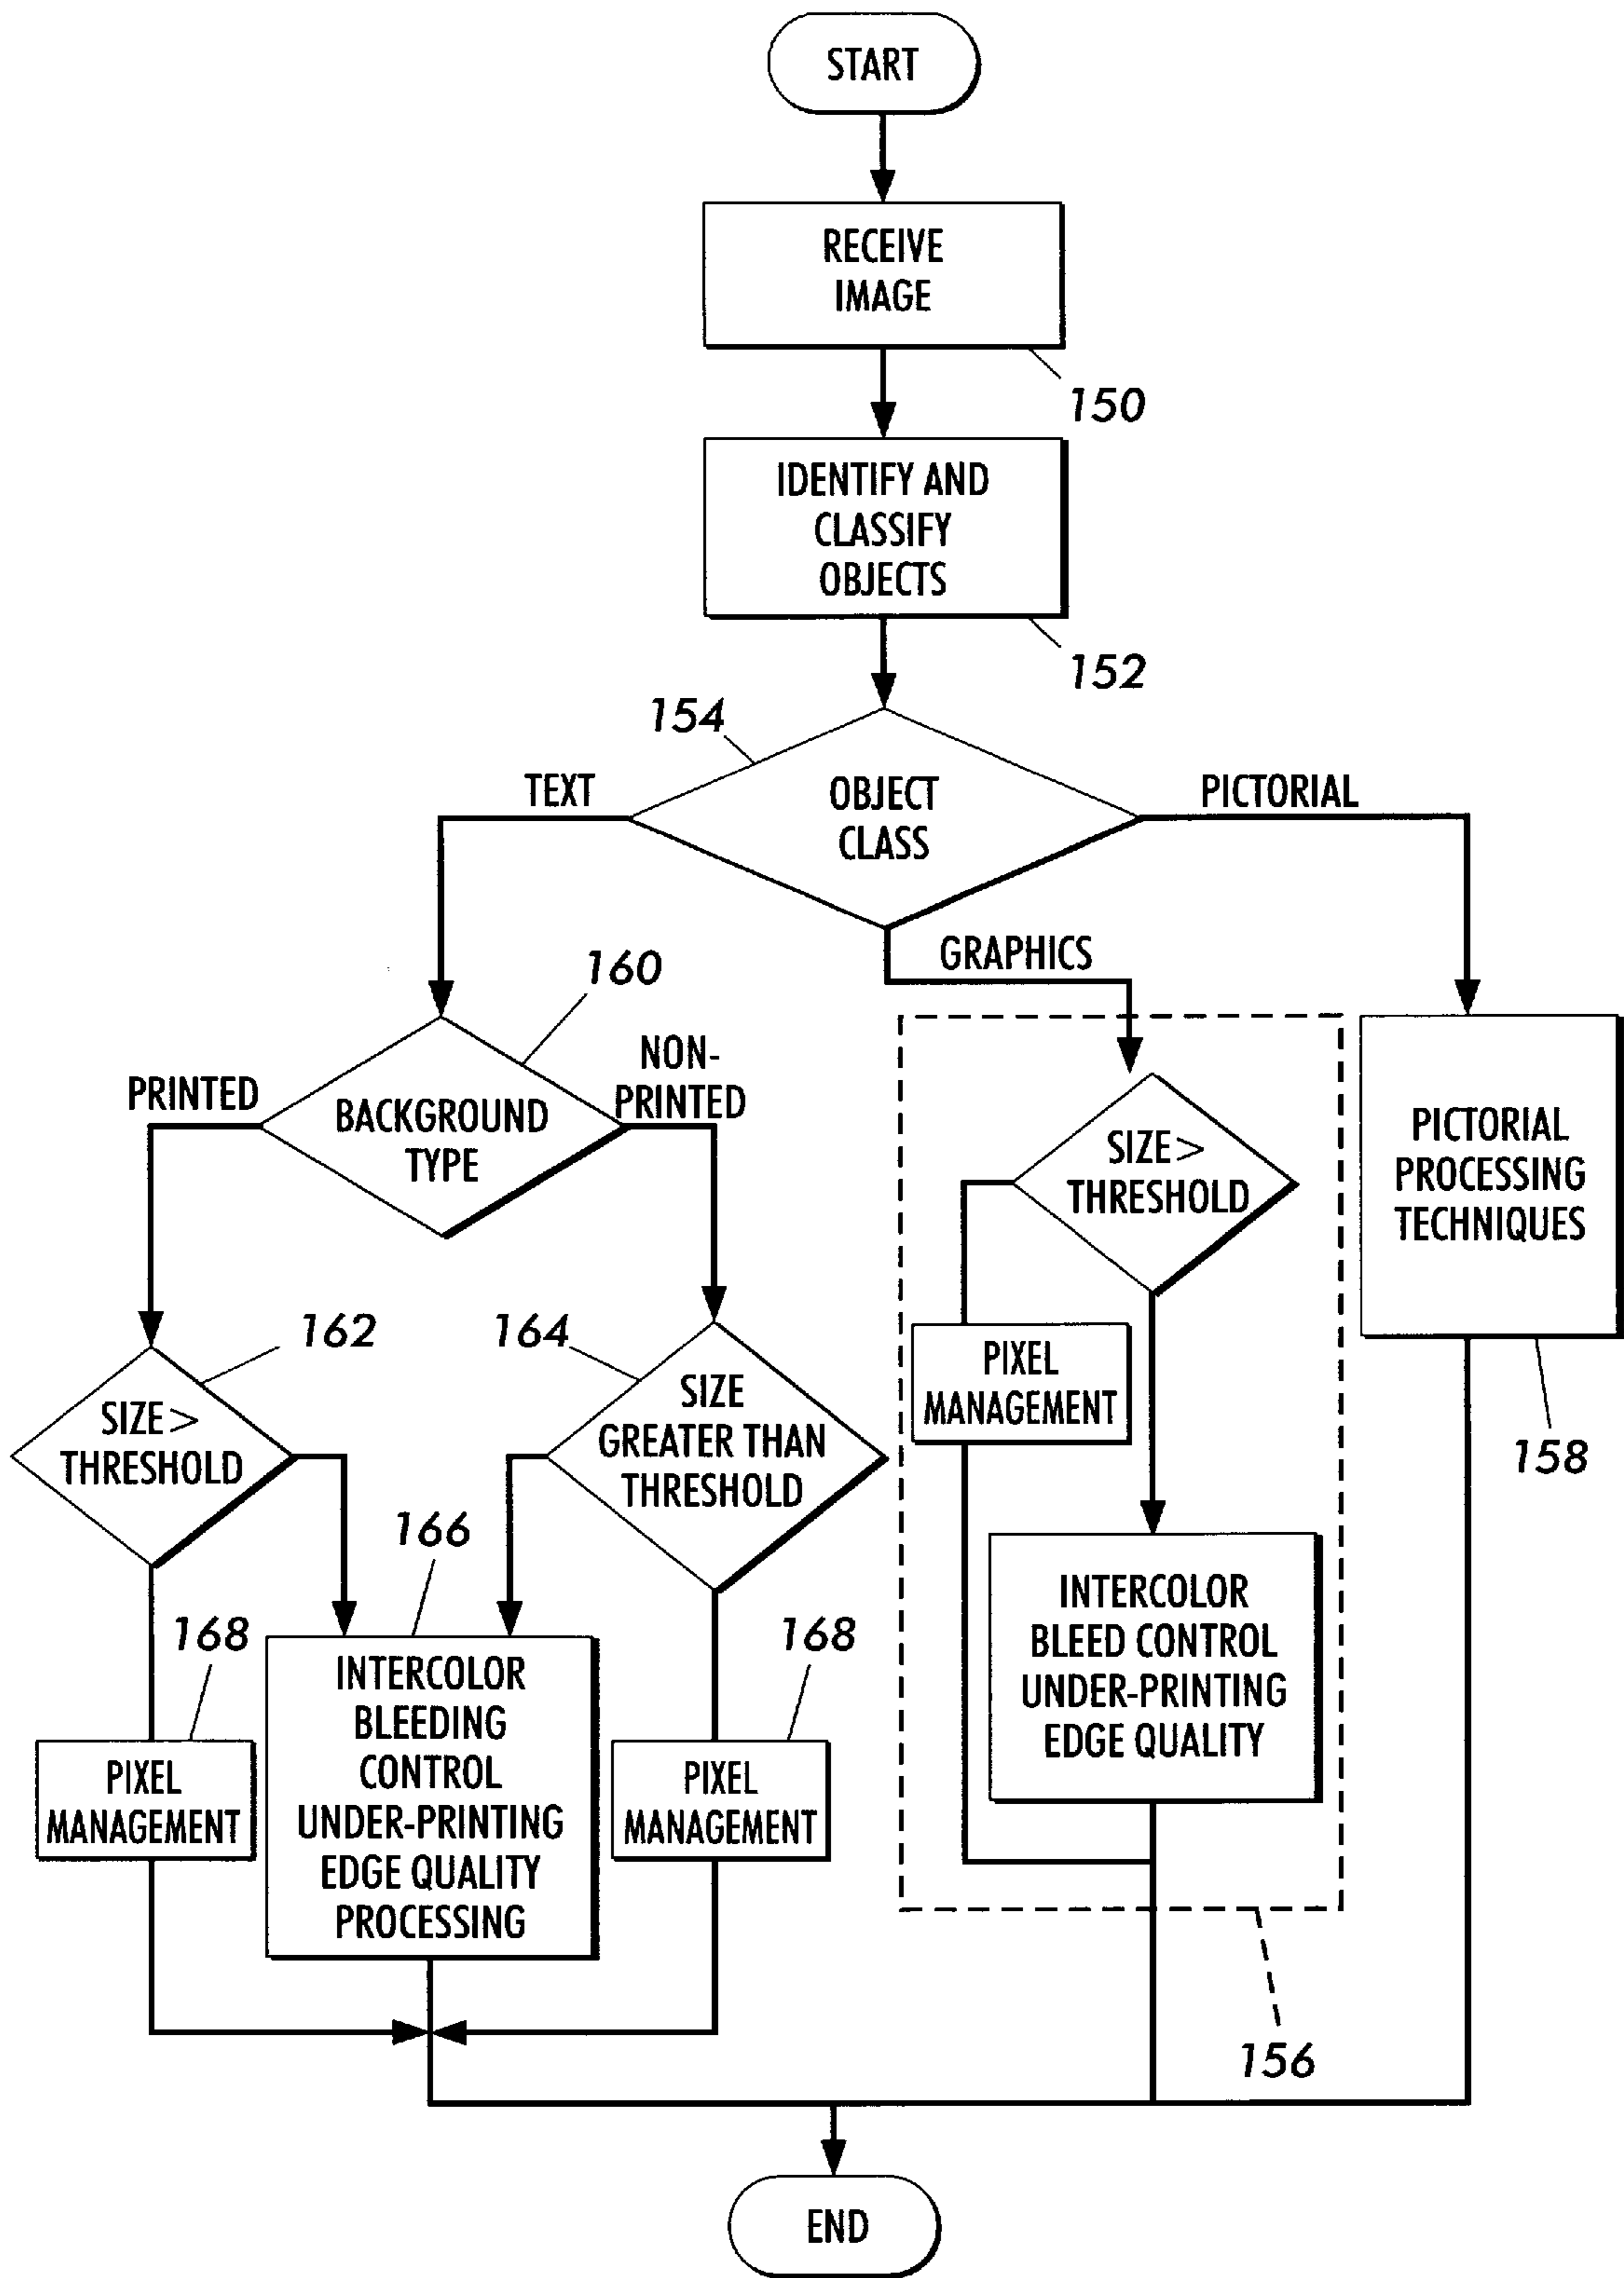 START
RECEIVE
IMAGE
150
IDENTIFY AND
CLASSIFY
OBJECTS
152
154
TEXT
OBJECT
CLASS
PICTORIAL
GRAPHICS
160
PRINTED
BACKGROUND
TYPE
NON-
PRINTED
SIZE >
THRESHOLD
PICTORIAL
PROCESSING
TECHNIQUES
158
162
SIZE >
THRESHOLD
164
SIZE
GREATER THAN
THRESHOLD
PIXEL
MANAGEMENT
166
168
PIXEL
MANAGEMENT
INTERCOLOR
BLEEDING
CONTROL
UNDER-PRINTING
EDGE QUALITY
PROCESSING
168
PIXEL
MANAGEMENT
INTERCOLOR
BLEED CONTROL
UNDER-PRINTING
EDGE QUALITY
156
END